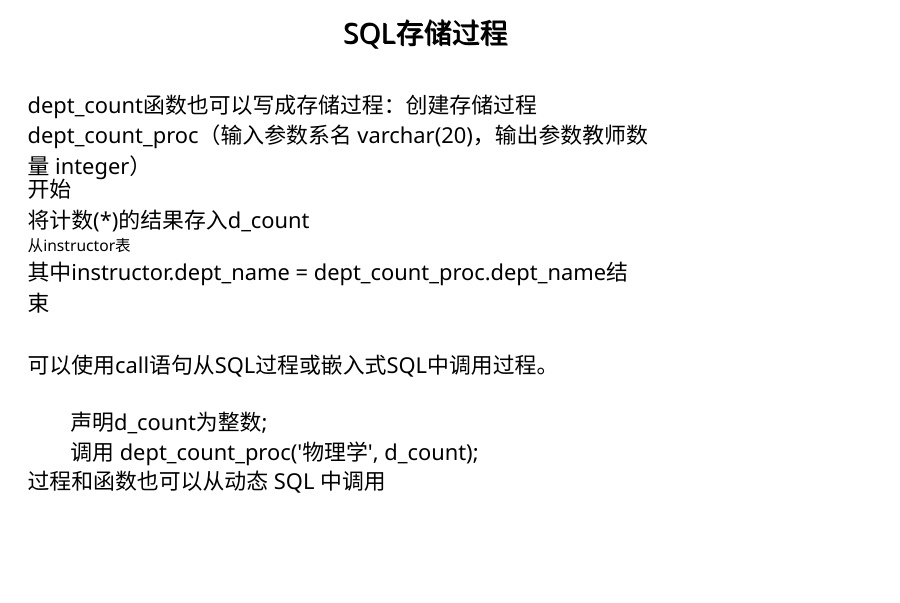 SQL存储过程
dept_count函数也可以写成存储过程：创建存储过程
dept_count_proc（输入参数系名 varchar(20)，输出参数教师数
量 integer）
开始
将计数(*)的结果存入d_count
从instructor表
其中instructor.dept_name = dept_count_proc.dept_name结
束
可以使用call语句从SQL过程或嵌入式SQL中调用过程。
声明d_count为整数;
调用 dept_count_proc('物理学', d_count);
过程和函数也可以从动态 SQL 中调用